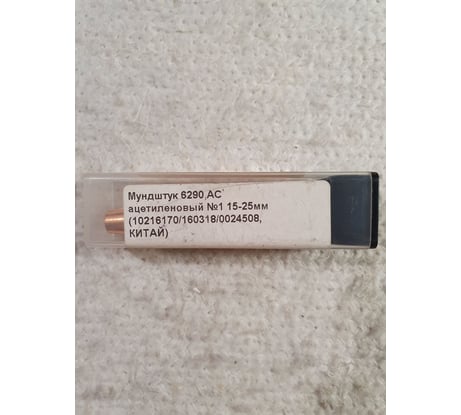 Мундштук 6290 АС
ацетиленовый №1 15-25мм
(10216170/160318/0024508,
КИТАЙ)